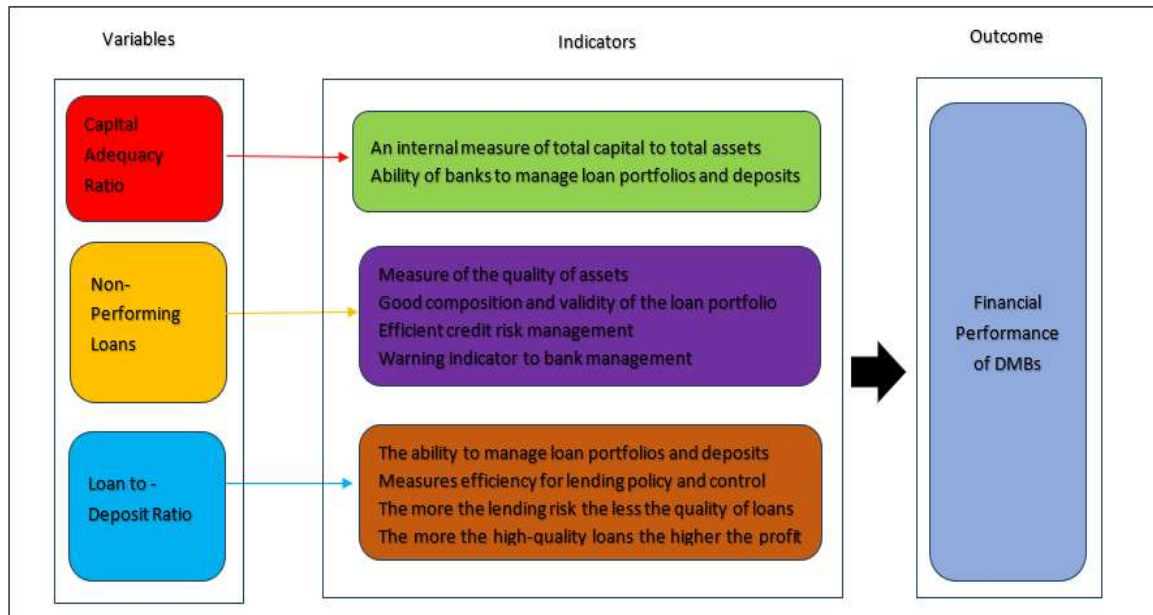 Variables
Indicators
Outcome
Capital
Adequacy
Ratio
An internal measure of total capital to total assets
Ability of banks to manage loan portfolios and deposits
Non-
Performing
Loans
Measure of the quality of assets
Good composition and validity of the loan portfolio
Efficient credit risk management
Warning indicator to bank management
Loan to -
Deposit Ratio
The ability to manage loan portfolios and deposits
Measures efficiency for lending policy and control
The more the lending risk the less the quality of loans
The more the high-quality loans the higher the profit
Financial
Performance
of DMBs